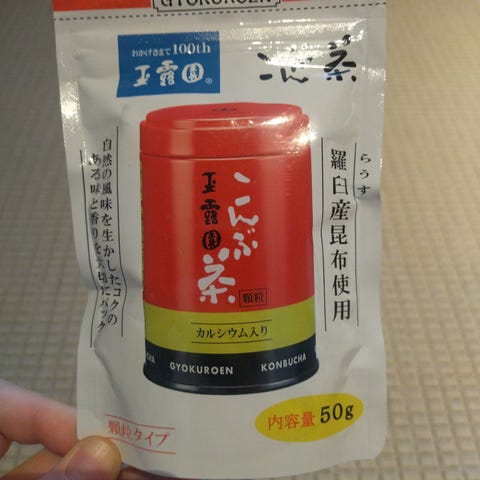 GYOKUROEN
おかげさまで100th
玉露園®
こんぶ茶
らうす
羅臼産昆布使用
自然の風味を生かしたコクの
ある味と香りを大切にパック
こんぶ茶
玉露園
顆粒
カルシウム入り
BUCHA GYOKUROEN KONBUCHA
顆粒タイプ
内容量 50g